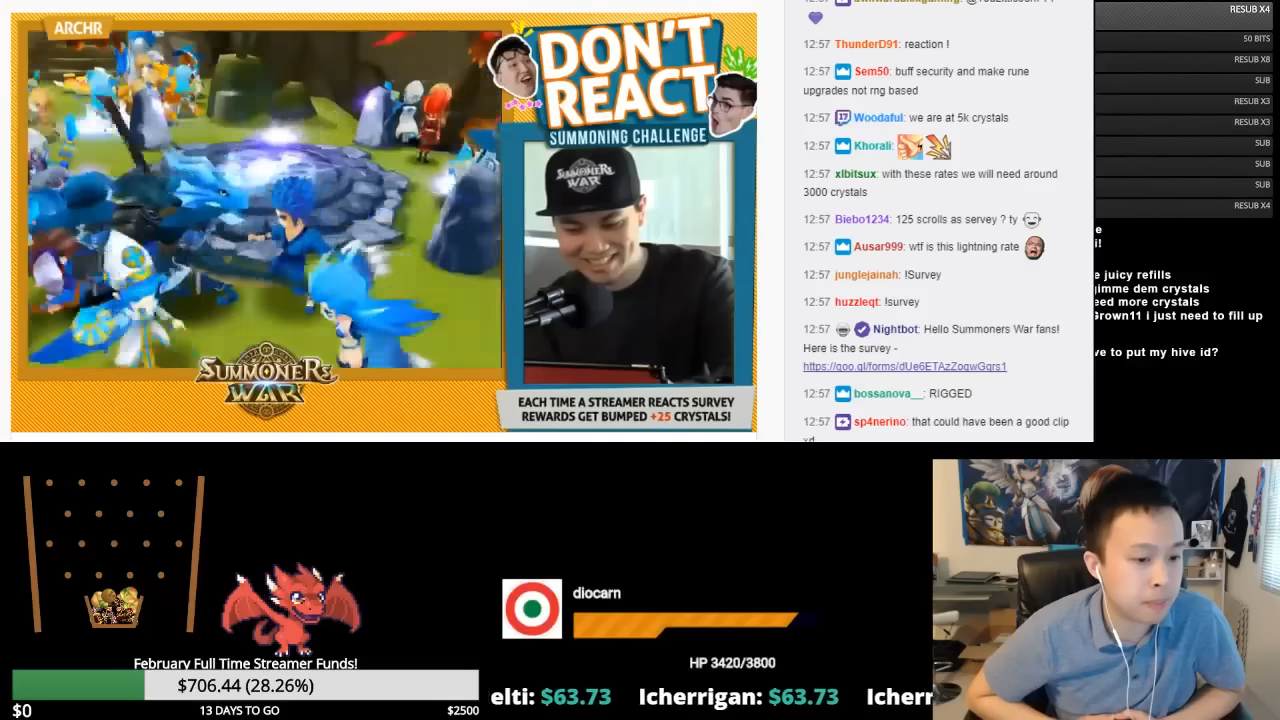 ARCHR
DON'T
REACT
SUMMONING CHALLENGE
SUMMONERS
WAR
SUMMONERS
WAR
EACH TIME A STREAMER REACTS SURVEY
REWARDS GET BUMPED +25 CRYSTALS!
12:57 ThunderD91: reaction !
12:57 Sem50: buff security and make rune
upgrades not rng based
12:57 17 Woodaful: we are at 5k crystals
12:57 Khorali:
12:57 xlbitsux: with these rates we will need around
3000 crystals
12:57 Biebo1234: 125 scrolls as servey ? ty
12:57 Ausar999: wtf is this lightning rate
12:57 junglejainah: !Survey
12:57 huzzleqt: !survey
12:57 Nightbot: Hello Summoners War fans!
Here is the survey -
https://goo.gl/forms/dUe6ETAzZoqwGqrs1
12:57 bossanova__: RIGGED
12:57 sp4nerino: that could have been a good clip
xd
RESUB X4
50 BITS
RESUB X8
SUB
RESUB X3
RESUB X3
SUB
SUB
SUB
RESUB X4
e
i!
e juicy refills
gimme dem crystals
eed more crystals
Grown11 i just need to fill up
ve to put my hive id?
diocarn
HP 3420/3800
February Full Time Streamer Funds!
$706.44 (28.26%)
$0
13 DAYS TO GO
$2500
elti: $63.73 Icherrigan: $63.73 Icherr